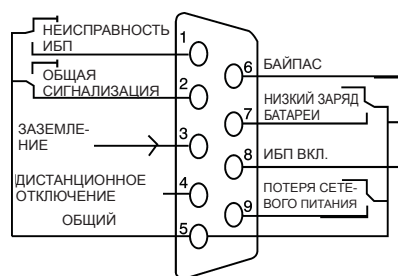 НЕИСПРАВНОСТЬ
ИБП
1
ОБЩАЯ
СИГНАЛИЗАЦИЯ
2
ЗАЗЕМЛЕ-
НИЕ
3
ДИСТАНЦИОННОЕ
ОТКЛЮЧЕНИЕ
4
ОБЩИЙ
5
6
БАЙПАС
НИЗКИЙ ЗАРЯД
БАТАРЕИ
7
8
ИБП ВКЛ.
ПОТЕРЯ СЕТЕ-
ВОГО ПИТАНИЯ
9